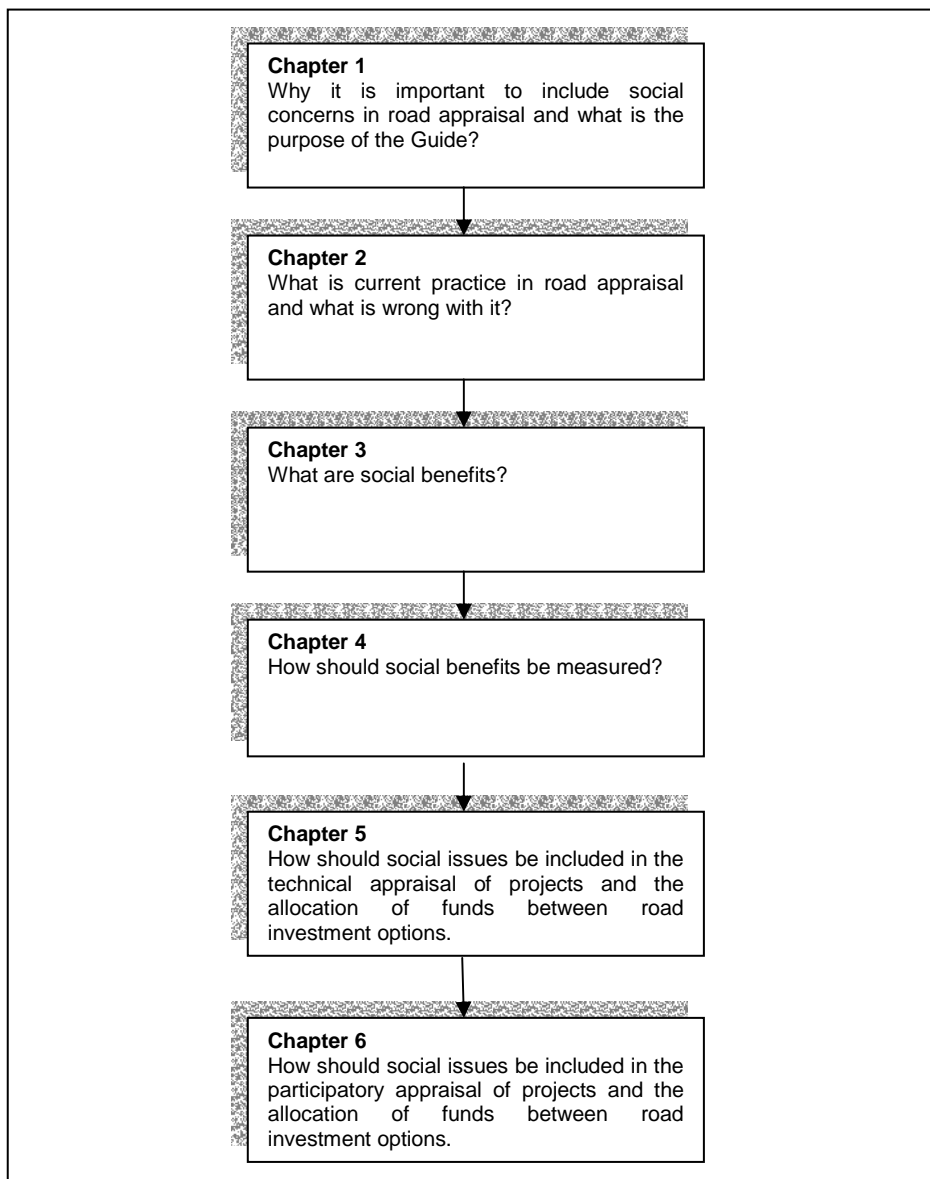 Chapter 1
Why it is important to include social
concerns in road appraisal and what is the
purpose of the Guide?
Chapter 2
What is current practice in road appraisal
and what is wrong with it?
Chapter 3
What are social benefits?
Chapter 4
How should social benefits be measured?
Chapter 5
How should social issues be included in the
technical appraisal of projects and the
allocation of funds between road
investment options.
Chapter 6
How should social issues be included in the
participatory appraisal of projects and the
allocation of funds between road
investment options.